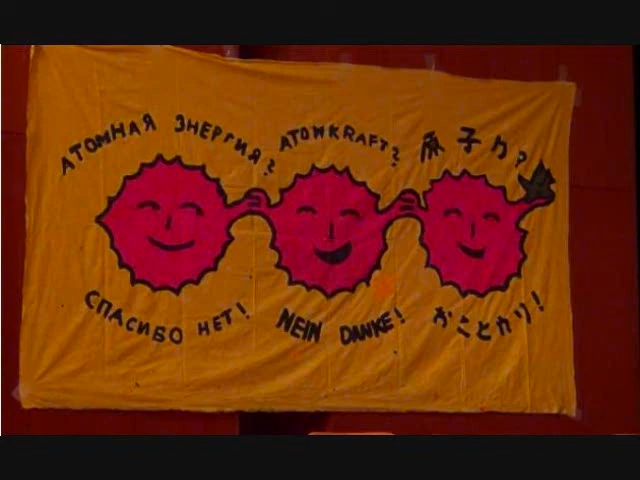 АТОМНАЯ ЭНЕРГИЯ?
ATOMKRAFT?
原子力?
СПАСИБО НЕТ!
NEIN DANKE!
おことわり!